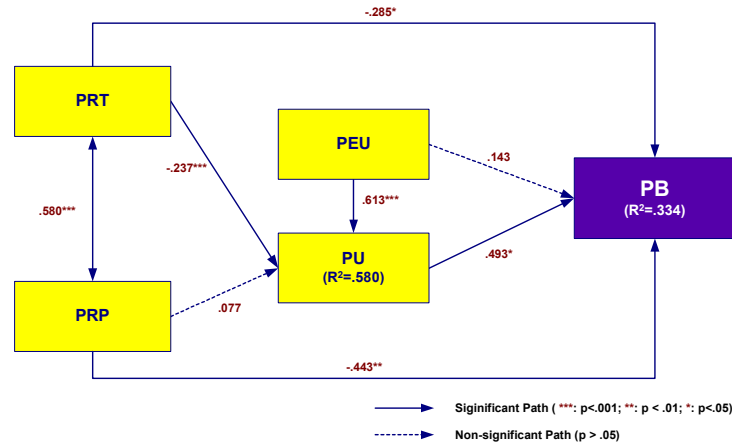 -.285*
PRT
PEU
-.237***
.143
PB
(R²=.334)
.580***
.613***
PU
(R²=.580)
.493*
PRP
.077
-.443**
Siginificant Path ( ***: p<.001; **: p < .01; *: p<.05)
Non-significant Path (p > .05)